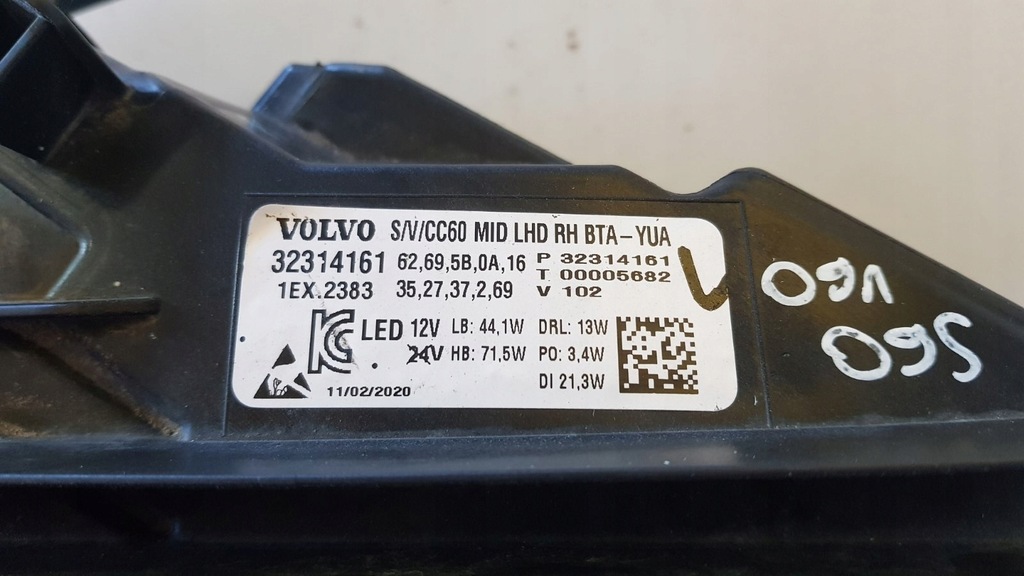 VOLVO S/V/CC60 MID LHD RH BTA-YUA
32314161 62,69,5B,0A,16 P 32314161
T 00005682
1EX.2383 35,27,37,2,69 V 102
LED 12V LB: 44,1W DRL: 13W
24V HB: 71,5W PO: 3,4W
DI 21,3W
11/02/2020
V60
S60